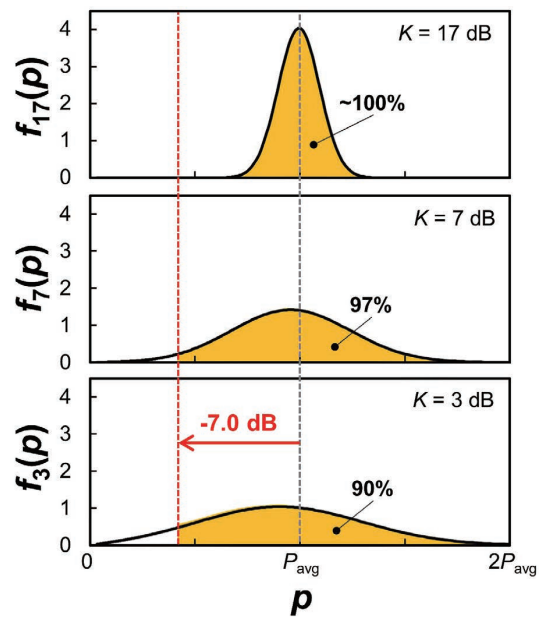 f17(p)
4
3
2
1
0
K = 17 dB
~100%
f7(p)
4
3
2
1
0
K = 7 dB
97%
f3(p)
4
3
2
1
0
K = 3 dB
-7.0 dB
90%
0 Pavg 2Pavg
p